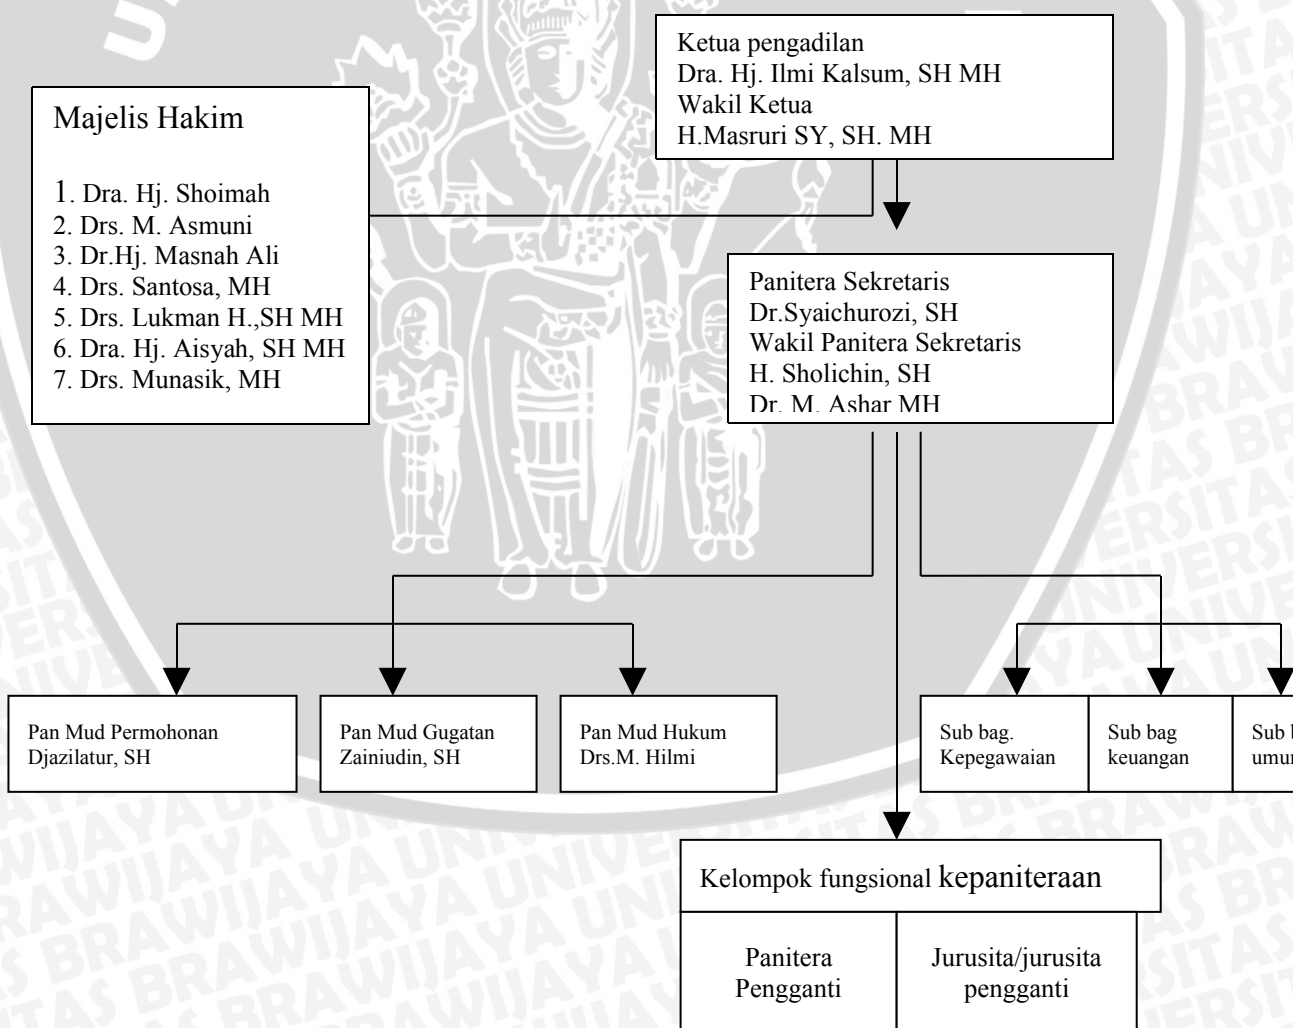 Ketua pengadilan
Dra. Hj. Ilmi Kalsum, SH MH
Wakil Ketua
H.Masruri SY, SH. MH
Majelis Hakim
1. Dra. Hj. Shoimah
2. Drs. M. Asmuni
3. Dr.Hj. Masnah Ali
4. Drs. Santosa, MH
5. Drs. Lukman H.,SH MH
6. Dra. Hj. Aisyah, SH MH
7. Drs. Munasik, MH
Panitera Sekretaris
Dr.Syaichurozi, SH
Wakil Panitera Sekretaris
H. Sholichin, SH
Dr. M. Ashar MH
Pan Mud Permohonan
Djazilatur, SH
Pan Mud Gugatan
Zainiudin, SH
Pan Mud Hukum
Drs.M. Hilmi
Sub bag.
Kepegawaian
Sub bag
keuangan
Sub
Kelompok fungsional kepaniteraan
Panitera
Pengganti
Jurusita/jurusita
pengganti